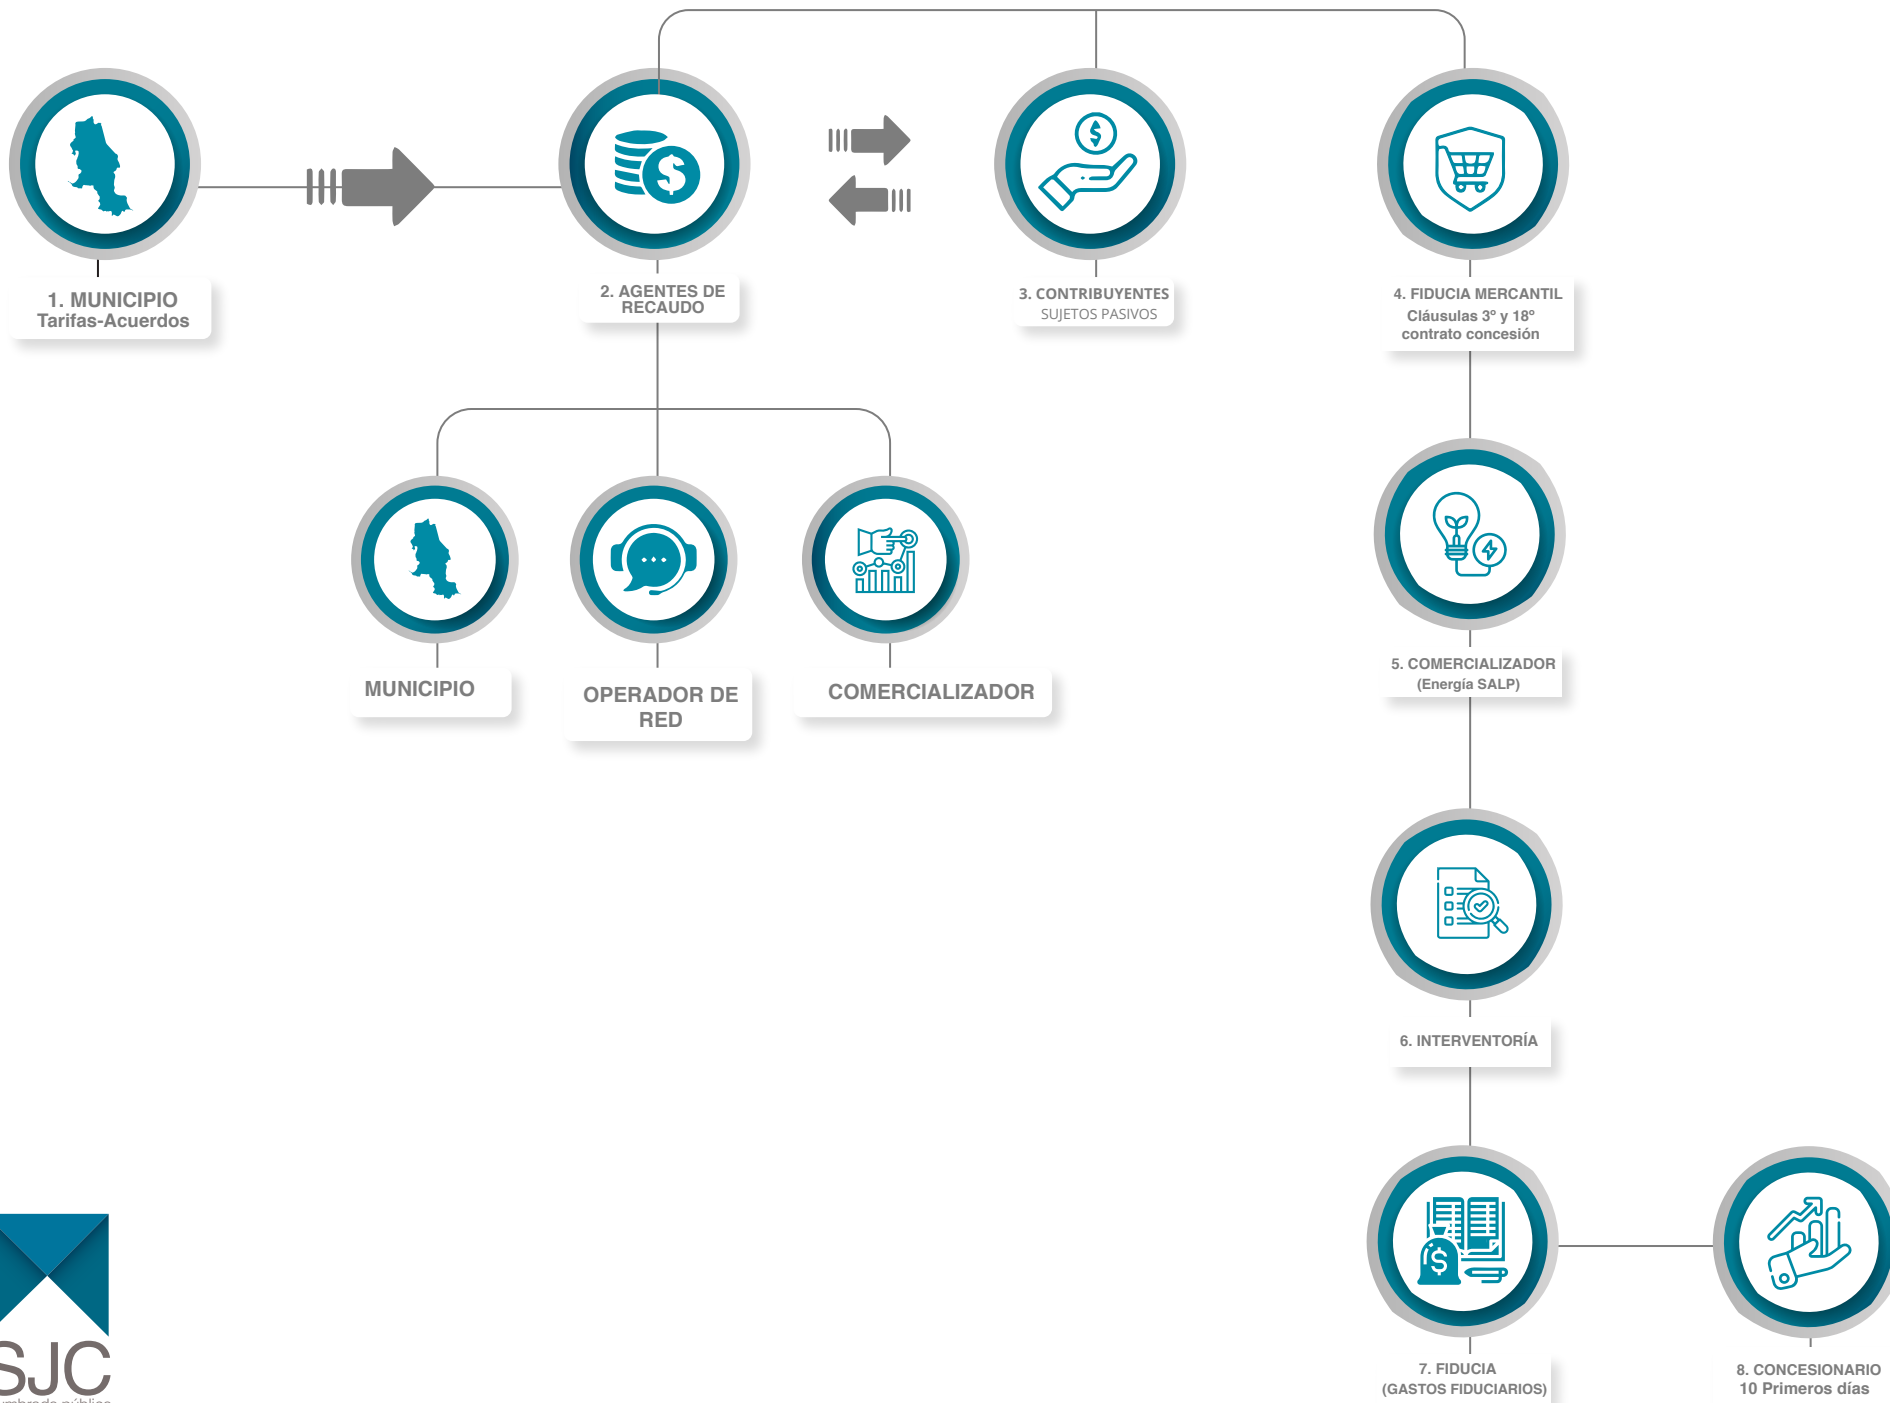 1. MUNICIPIO
Tarifas-Acuerdos
2. AGENTES DE
RECAUDO
3. CONTRIBUYENTES
SUJETOS PASIVOS
4. FIDUCIA MERCANTIL
Cláusulas 3º y 18º
contrato concesión
MUNICIPIO
OPERADOR DE
RED
COMERCIALIZADOR
5. COMERCIALIZADOR
(Energía SALP)
6. INTERVENTORÍA
7. FIDUCIA
(GASTOS FIDUCIARIOS)
8. CONCESIONARIO
10 Primeros días
SJC